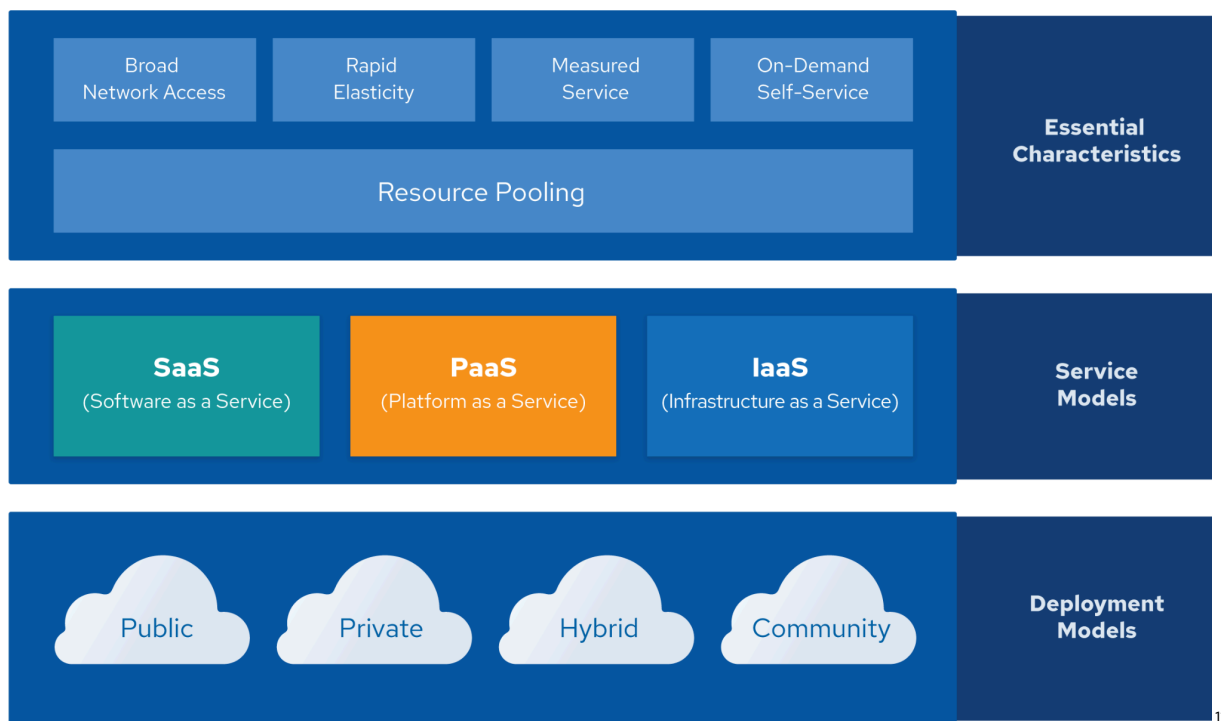 Broad
Network Access
Rapid
Elasticity
Measured
Service
On-Demand
Self-Service
Resource Pooling
Essential
Characteristics
SaaS
(Software as a Service)
PaaS
(Platform as a Service)
IaaS
(Infrastructure as a Service)
Service
Models
Public
Private
Hybrid
Community
Deployment
Models
1